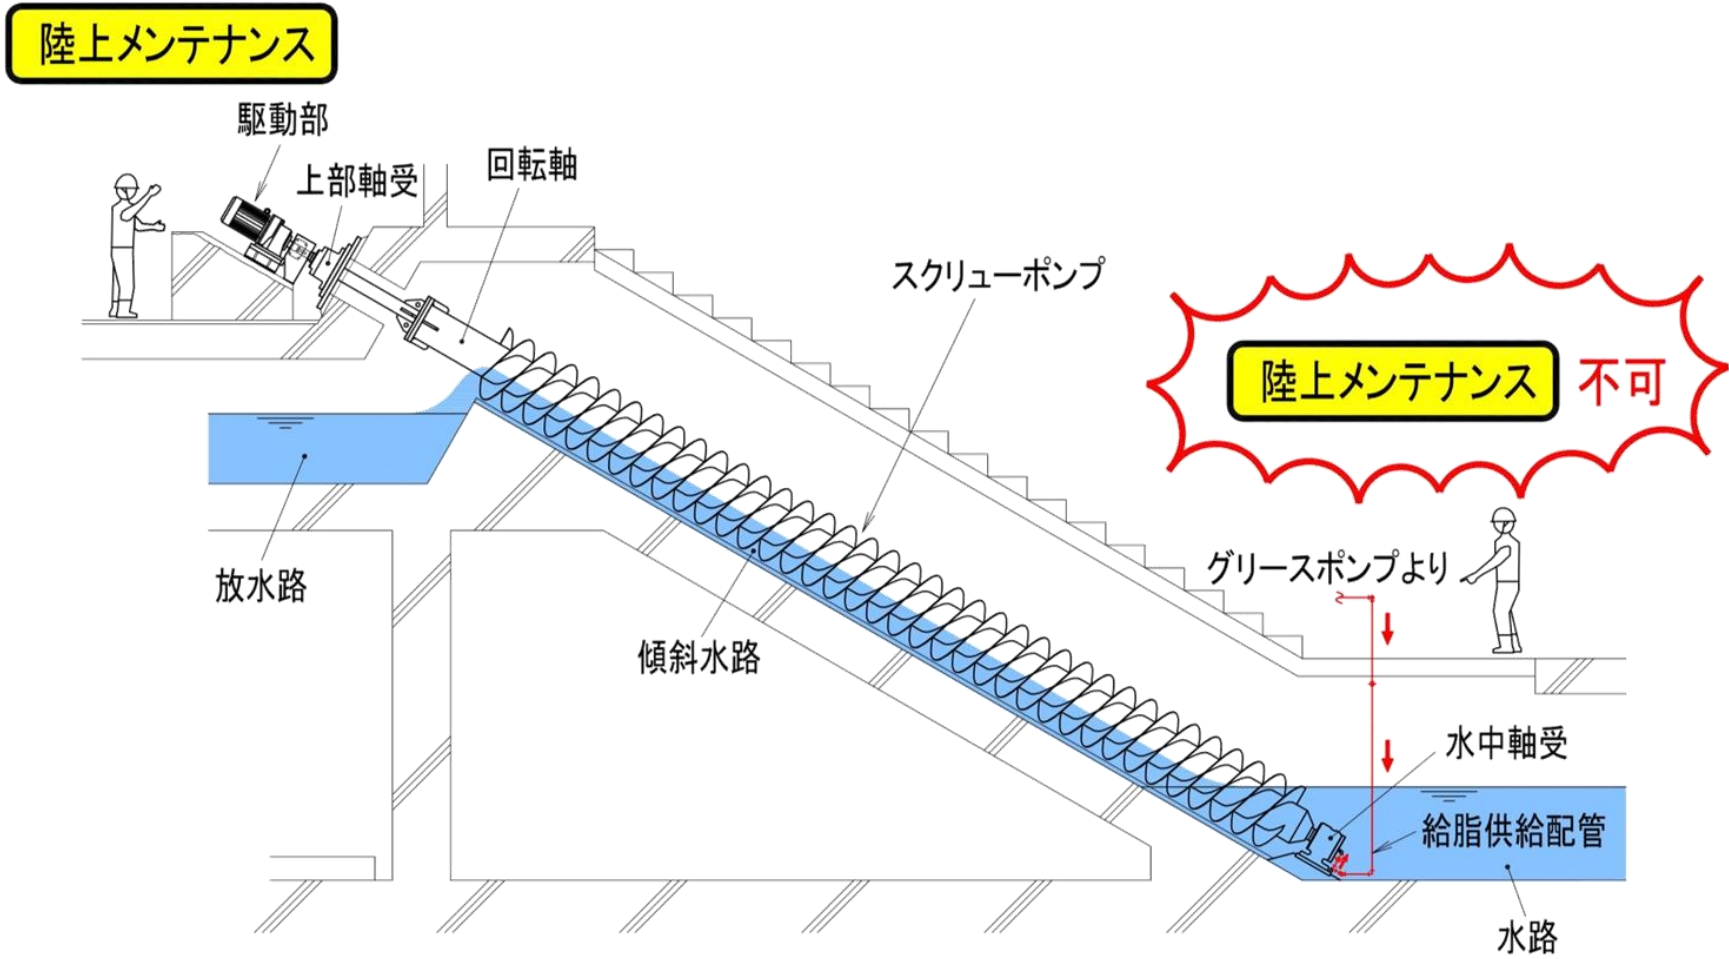 陸上メンテナンス
駆動部
上部軸受
回転軸
スクリューポンプ
陸上メンテナンス 不可
グリースポンプより
放水路
傾斜水路
水中軸受
給脂供給配管
水路